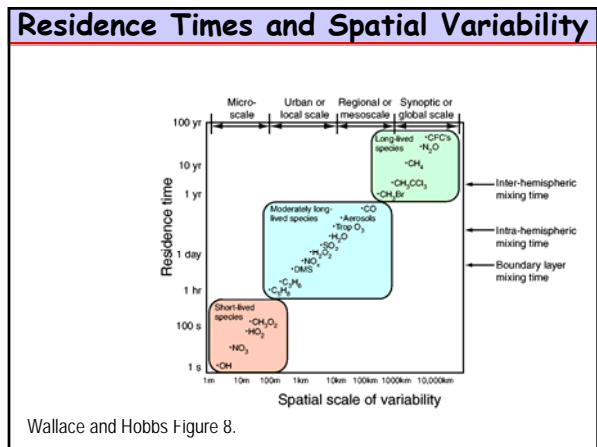 Residence Times and Spatial Variability
Micro-scale
Urban or local scale
Regional or mesoscale
Synoptic or global scale
100 yr
10 yr
1 yr
1 day
1 hr
100 s
1 s
Residence time
Long-lived species
•CFC's
•N₂O
•CH₄
•CH₃CCl₃
•CH₃Br
Moderately long-lived species
•CO
•Aerosols
•Trop O₃
•H₂O
•SO₂
•H₂O₂
•NOₓ
•DMS
•C₃H₆
•C₅H₈
Short-lived species
•CH₃O₂
•HO₂
•NO₃
•OH
Inter-hemispheric mixing time
Intra-hemispheric mixing time
Boundary layer mixing time
1m 10m 100m 1km 10km 100km 1000km 10,000km
Spatial scale of variability
Wallace and Hobbs Figure 8.